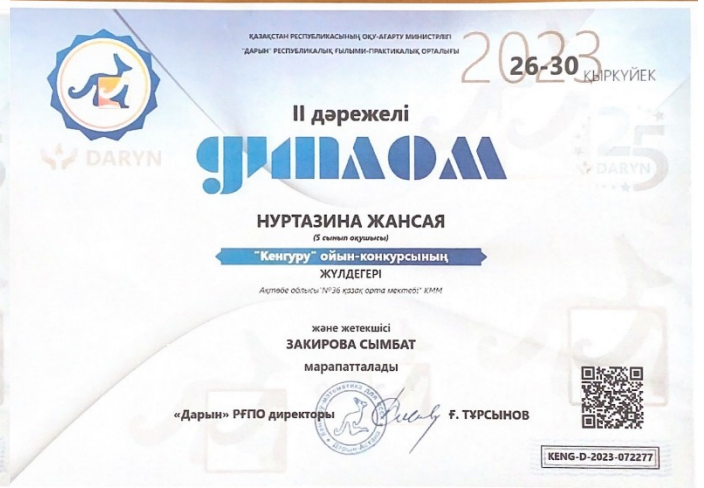 ҚАЗАҚСТАН РЕСПУБЛИКАСЫНЫҢ ОҚУ-АҒАРТУ МИНИСТРЛІГІ
"ДАРЫН" РЕСПУБЛИКАЛЫҚ ҒЫЛЫМИ-ПРАКТИКАЛЫҚ ОРТАЛЫҒЫ
2023
26-30 ҚЫРКҮЙЕК
II дәрежелі
ДИПЛОМ
DARYN
25
DARYN
НУРТАЗИНА ЖАНСАЯ
(5 сынып оқушысы)
"Кенгуру" ойын-конкурсының
ЖҮЛДЕГЕРІ
Ақтөбе облысы "№36 қазақ орта мектебі" КММ
және жетекшісі
ЗАКИРОВА СЫМБАТ
марапатталады
«Дарын» РҒПО директоры Ғ. ТҰРСЫНОВ
KENG-D-2023-072277